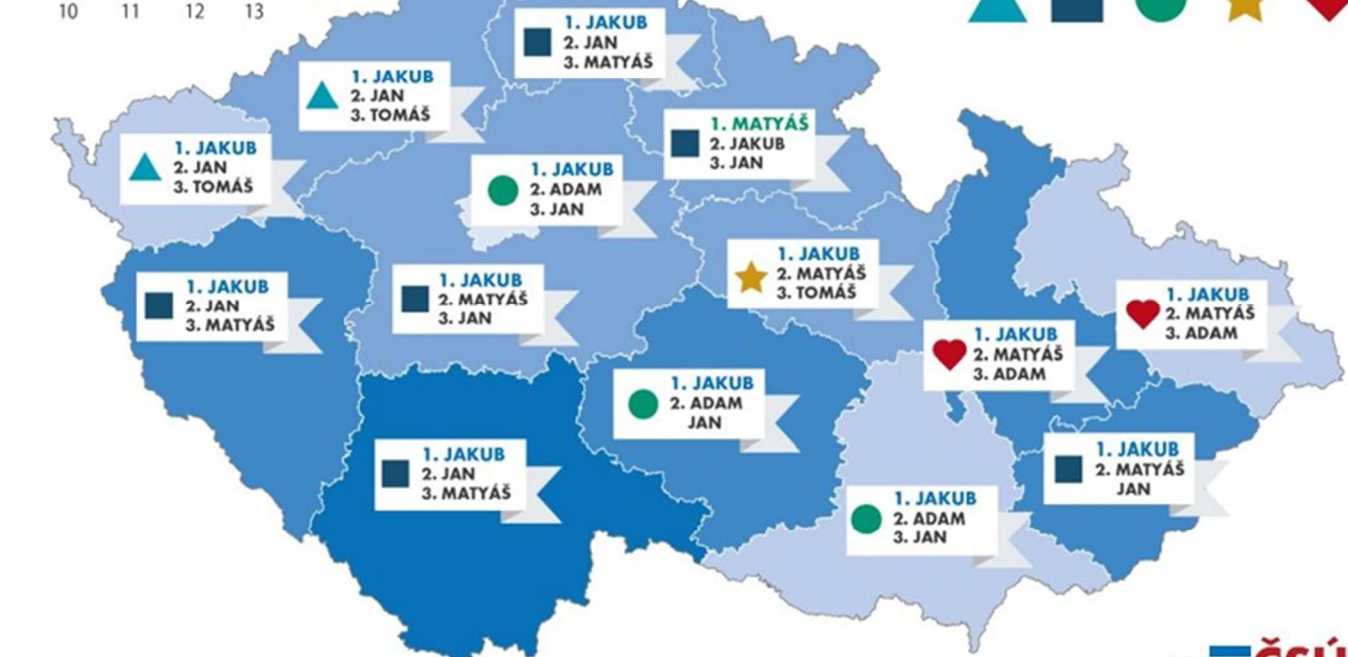 10 11 12 13
1. JAKUB
2. JAN
3. MATYÁŠ
1. JAKUB
2. JAN
3. TOMÁŠ
1. MATYÁŠ
2. JAKUB
3. JAN
1. JAKUB
2. JAN
3. TOMÁŠ
1. JAKUB
2. ADAM
3. JAN
1. JAKUB
2. MATYÁŠ
3. TOMÁŠ
1. JAKUB
2. JAN
3. MATYÁŠ
1. JAKUB
2. MATYÁŠ
3. JAN
1. JAKUB
2. MATYÁŠ
3. ADAM
1. JAKUB
2. MATYÁŠ
3. ADAM
1. JAKUB
2. ADAM
JAN
1. JAKUB
2. JAN
3. MATYÁŠ
1. JAKUB
2. MATYÁŠ
JAN
1. JAKUB
2. ADAM
3. JAN
ČSÚ